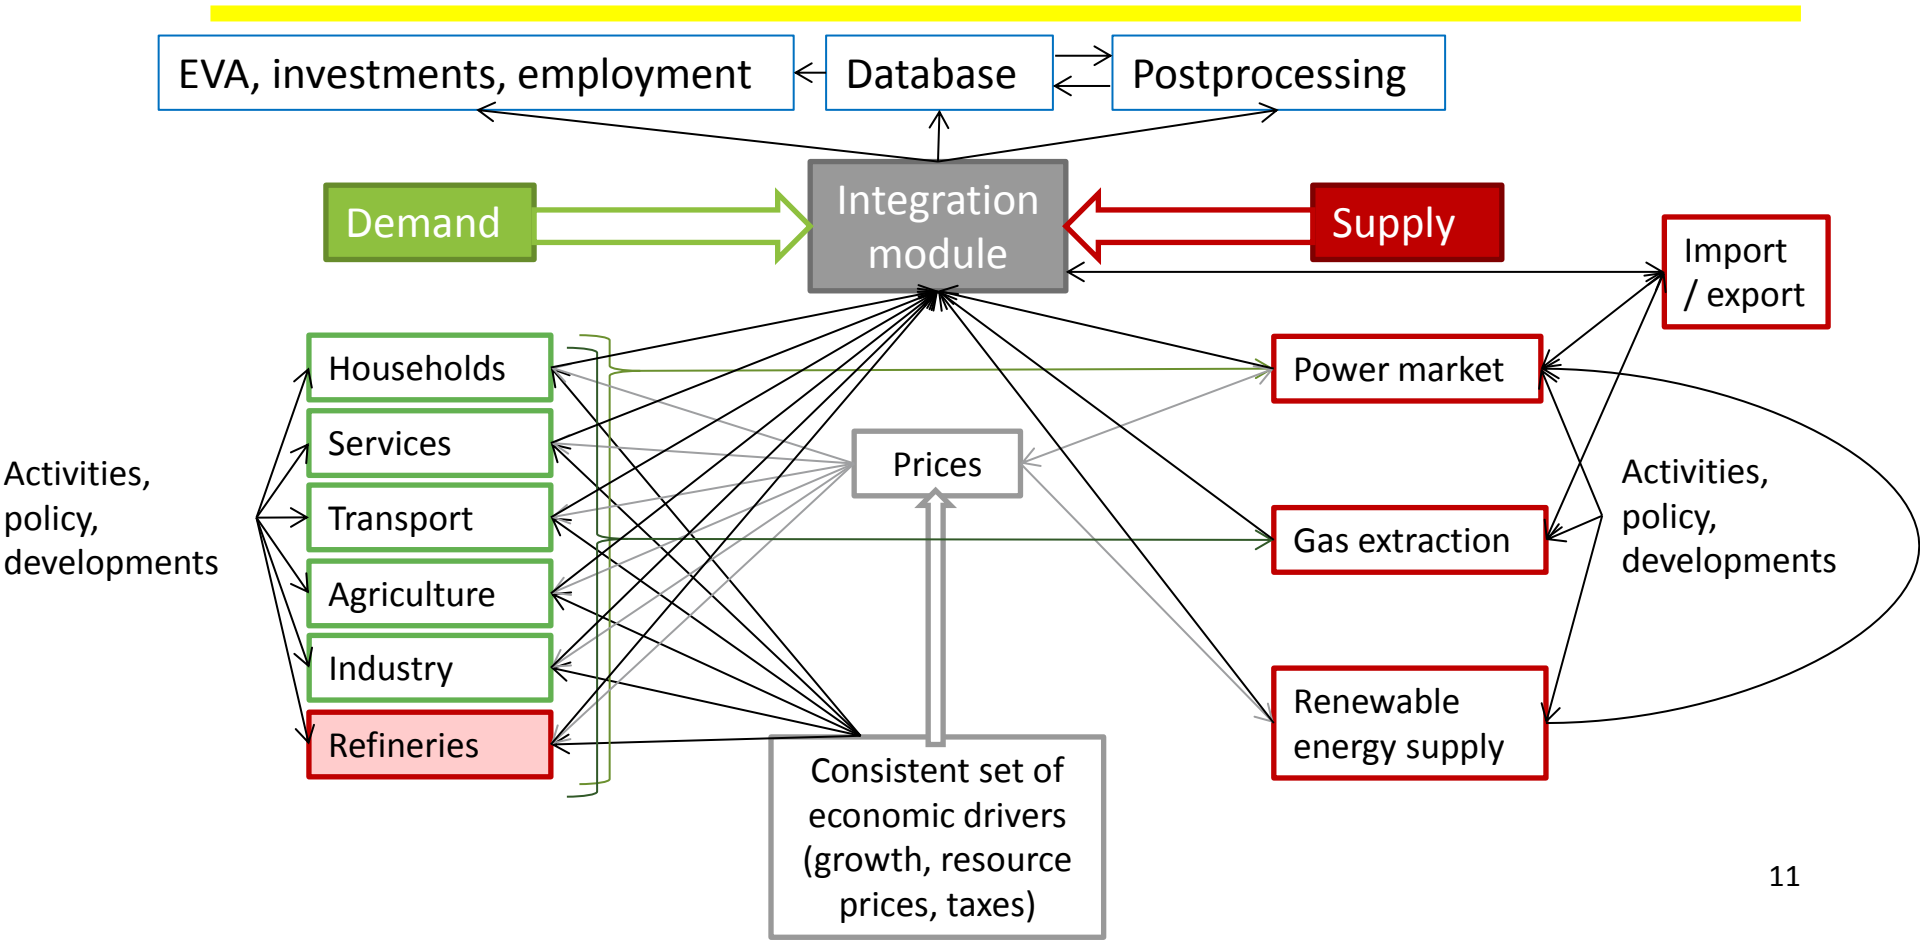 EVA, investments, employment
Database
Postprocessing
Demand
Integration
module
Supply
Import
/ export
Households
Services
Transport
Agriculture
Industry
Refineries
Activities,
policy,
developments
Prices
Power market
Gas extraction
Renewable
energy supply
Activities,
policy,
developments
Consistent set of
economic drivers
(growth, resource
prices, taxes)
11